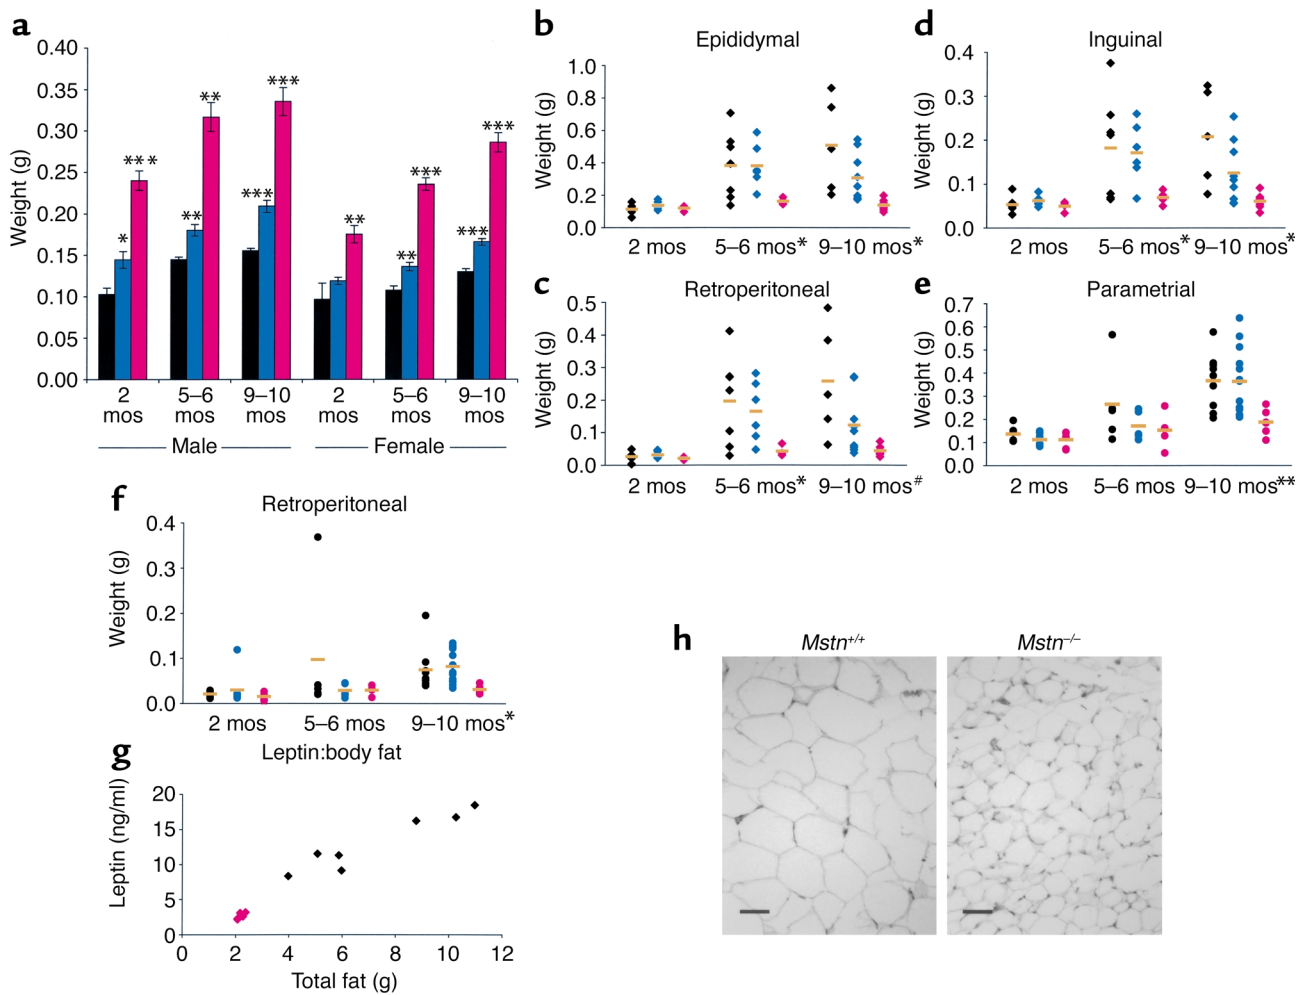 a
0.40
0.35
0.30
0.25
0.20
0.15
0.10
0.05
0.00
Weight (g)
* *** ** ** *** *** ** ** *** *** ***
2 mos
5–6 mos
9–10 mos
2 mos
5–6 mos
9–10 mos
Male
Female
b
Epididymal
1.0
0.8
0.6
0.4
0.2
0.0
Weight (g)
2 mos 5–6 mos* 9–10 mos*
d
Inguinal
0.4
0.3
0.2
0.1
0.0
Weight (g)
2 mos 5–6 mos* 9–10 mos*
c
Retroperitoneal
0.5
0.4
0.3
0.2
0.1
0.0
Weight (g)
2 mos 5–6 mos* 9–10 mos#
e
Parametrial
0.7
0.6
0.5
0.4
0.3
0.2
0.1
0.0
Weight (g)
2 mos 5–6 mos 9–10 mos**
f
Retroperitoneal
0.4
0.3
0.2
0.1
0.0
Weight (g)
2 mos 5–6 mos 9–10 mos*
g
Leptin:body fat
20
15
10
5
0
Leptin (ng/ml)
0 2 4 6 8 10 12
Total fat (g)
h
Mstn+/+ Mstn–/–